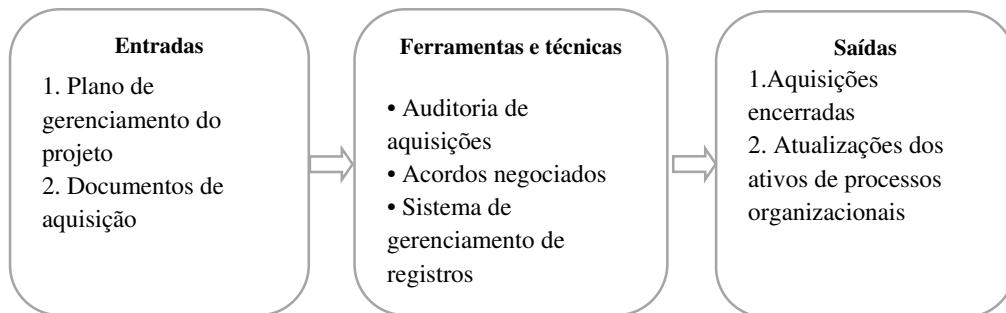 Entradas
1. Plano de
gerenciamento do
projeto
2. Documentos de
aquisição
Ferramentas e técnicas
• Auditoria de
aquisições
• Acordos negociados
• Sistema de
gerenciamento de
registros
Saídas
1.Aquisições
encerradas
2. Atualizações dos
ativos de processos
organizacionais